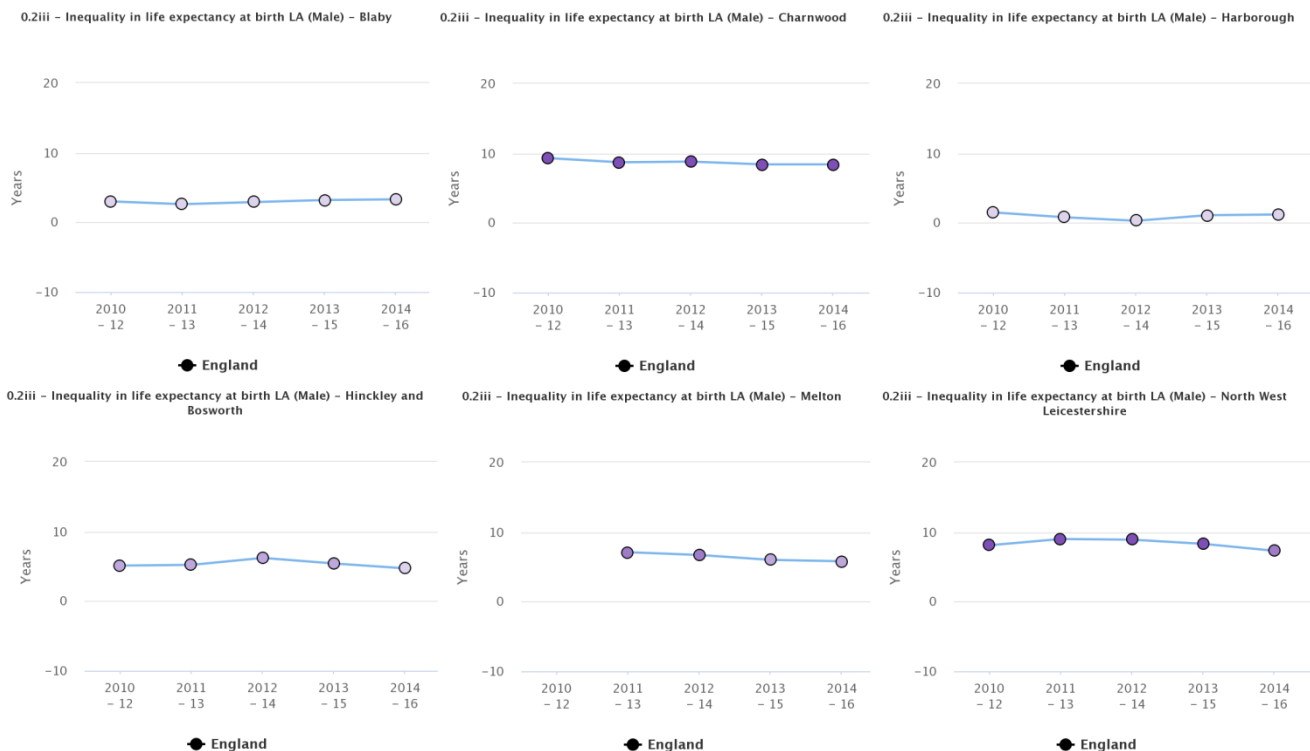 0.2iii – Inequality in life expectancy at birth LA (Male) – Blaby
20
10
0
−10
Years
2010 – 12
2011 – 13
2012 – 14
2013 – 15
2014 – 16
England
0.2iii – Inequality in life expectancy at birth LA (Male) – Charnwood
20
10
0
−10
Years
2010 – 12
2011 – 13
2012 – 14
2013 – 15
2014 – 16
England
0.2iii – Inequality in life expectancy at birth LA (Male) – Harborough
20
10
0
−10
Years
2010 – 12
2011 – 13
2012 – 14
2013 – 15
2014 – 16
England
0.2iii – Inequality in life expectancy at birth LA (Male) – Hinckley and
Bosworth
20
10
0
−10
Years
2010 – 12
2011 – 13
2012 – 14
2013 – 15
2014 – 16
England
0.2iii – Inequality in life expectancy at birth LA (Male) – Melton
20
10
0
−10
Years
2010 – 12
2011 – 13
2012 – 14
2013 – 15
2014 – 16
England
0.2iii – Inequality in life expectancy at birth LA (Male) – North West
Leicestershire
20
10
0
−10
Years
2010 – 12
2011 – 13
2012 – 14
2013 – 15
2014 – 16
England